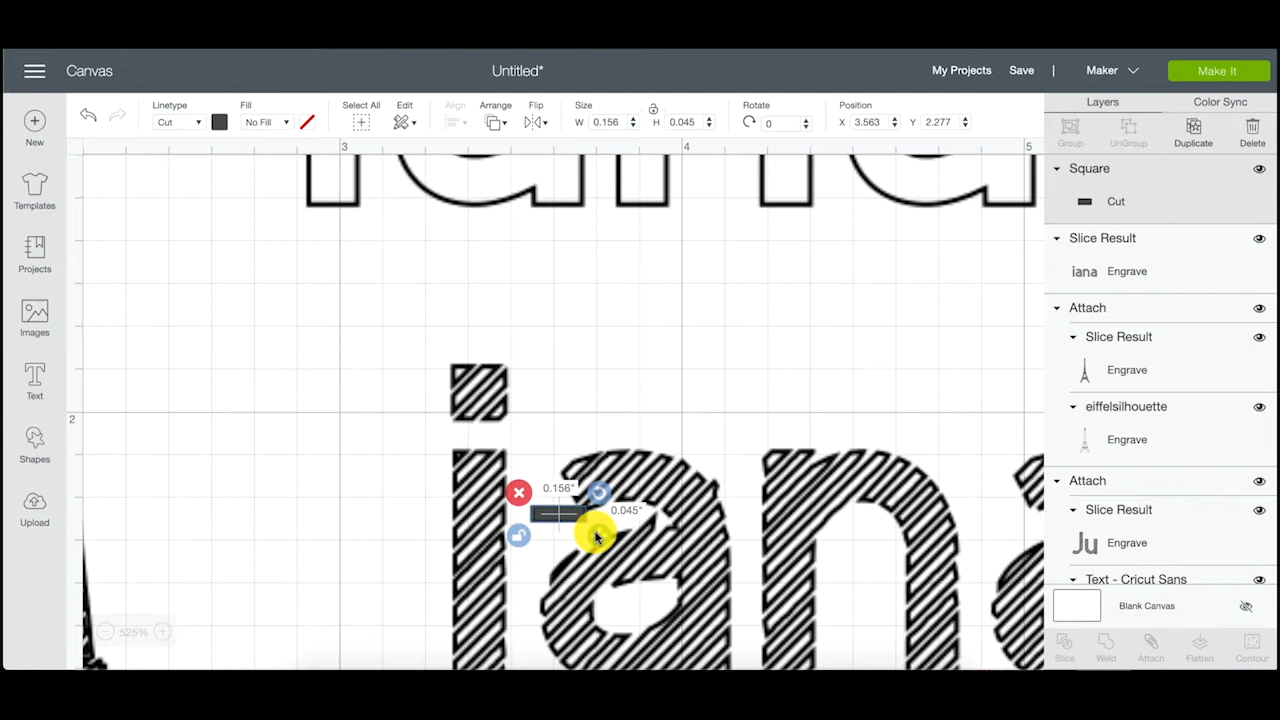 Canvas
Untitled*
My Projects
Save
|
Maker
Make It
Linetype
Fill
Select All
Edit
Align
Arrange
Flip
Size
Rotate
Position
Cut
No Fill
W 0.156
H 0.045
0
X 3.563
Y 2.277
Layers
Color Sync
Group
UnGroup
Duplicate
Delete
New
Templates
Projects
Images
Text
Shapes
Upload
3
4
5
2
iana
0.156"
0.045"
525%
Square
Cut
Slice Result
iana Engrave
Attach
Slice Result
Engrave
eiffelsilhouette
Engrave
Attach
Slice Result
Ju Engrave
Text - Cricut Sans
Blank Canvas
Slice
Weld
Attach
Flatten
Contour